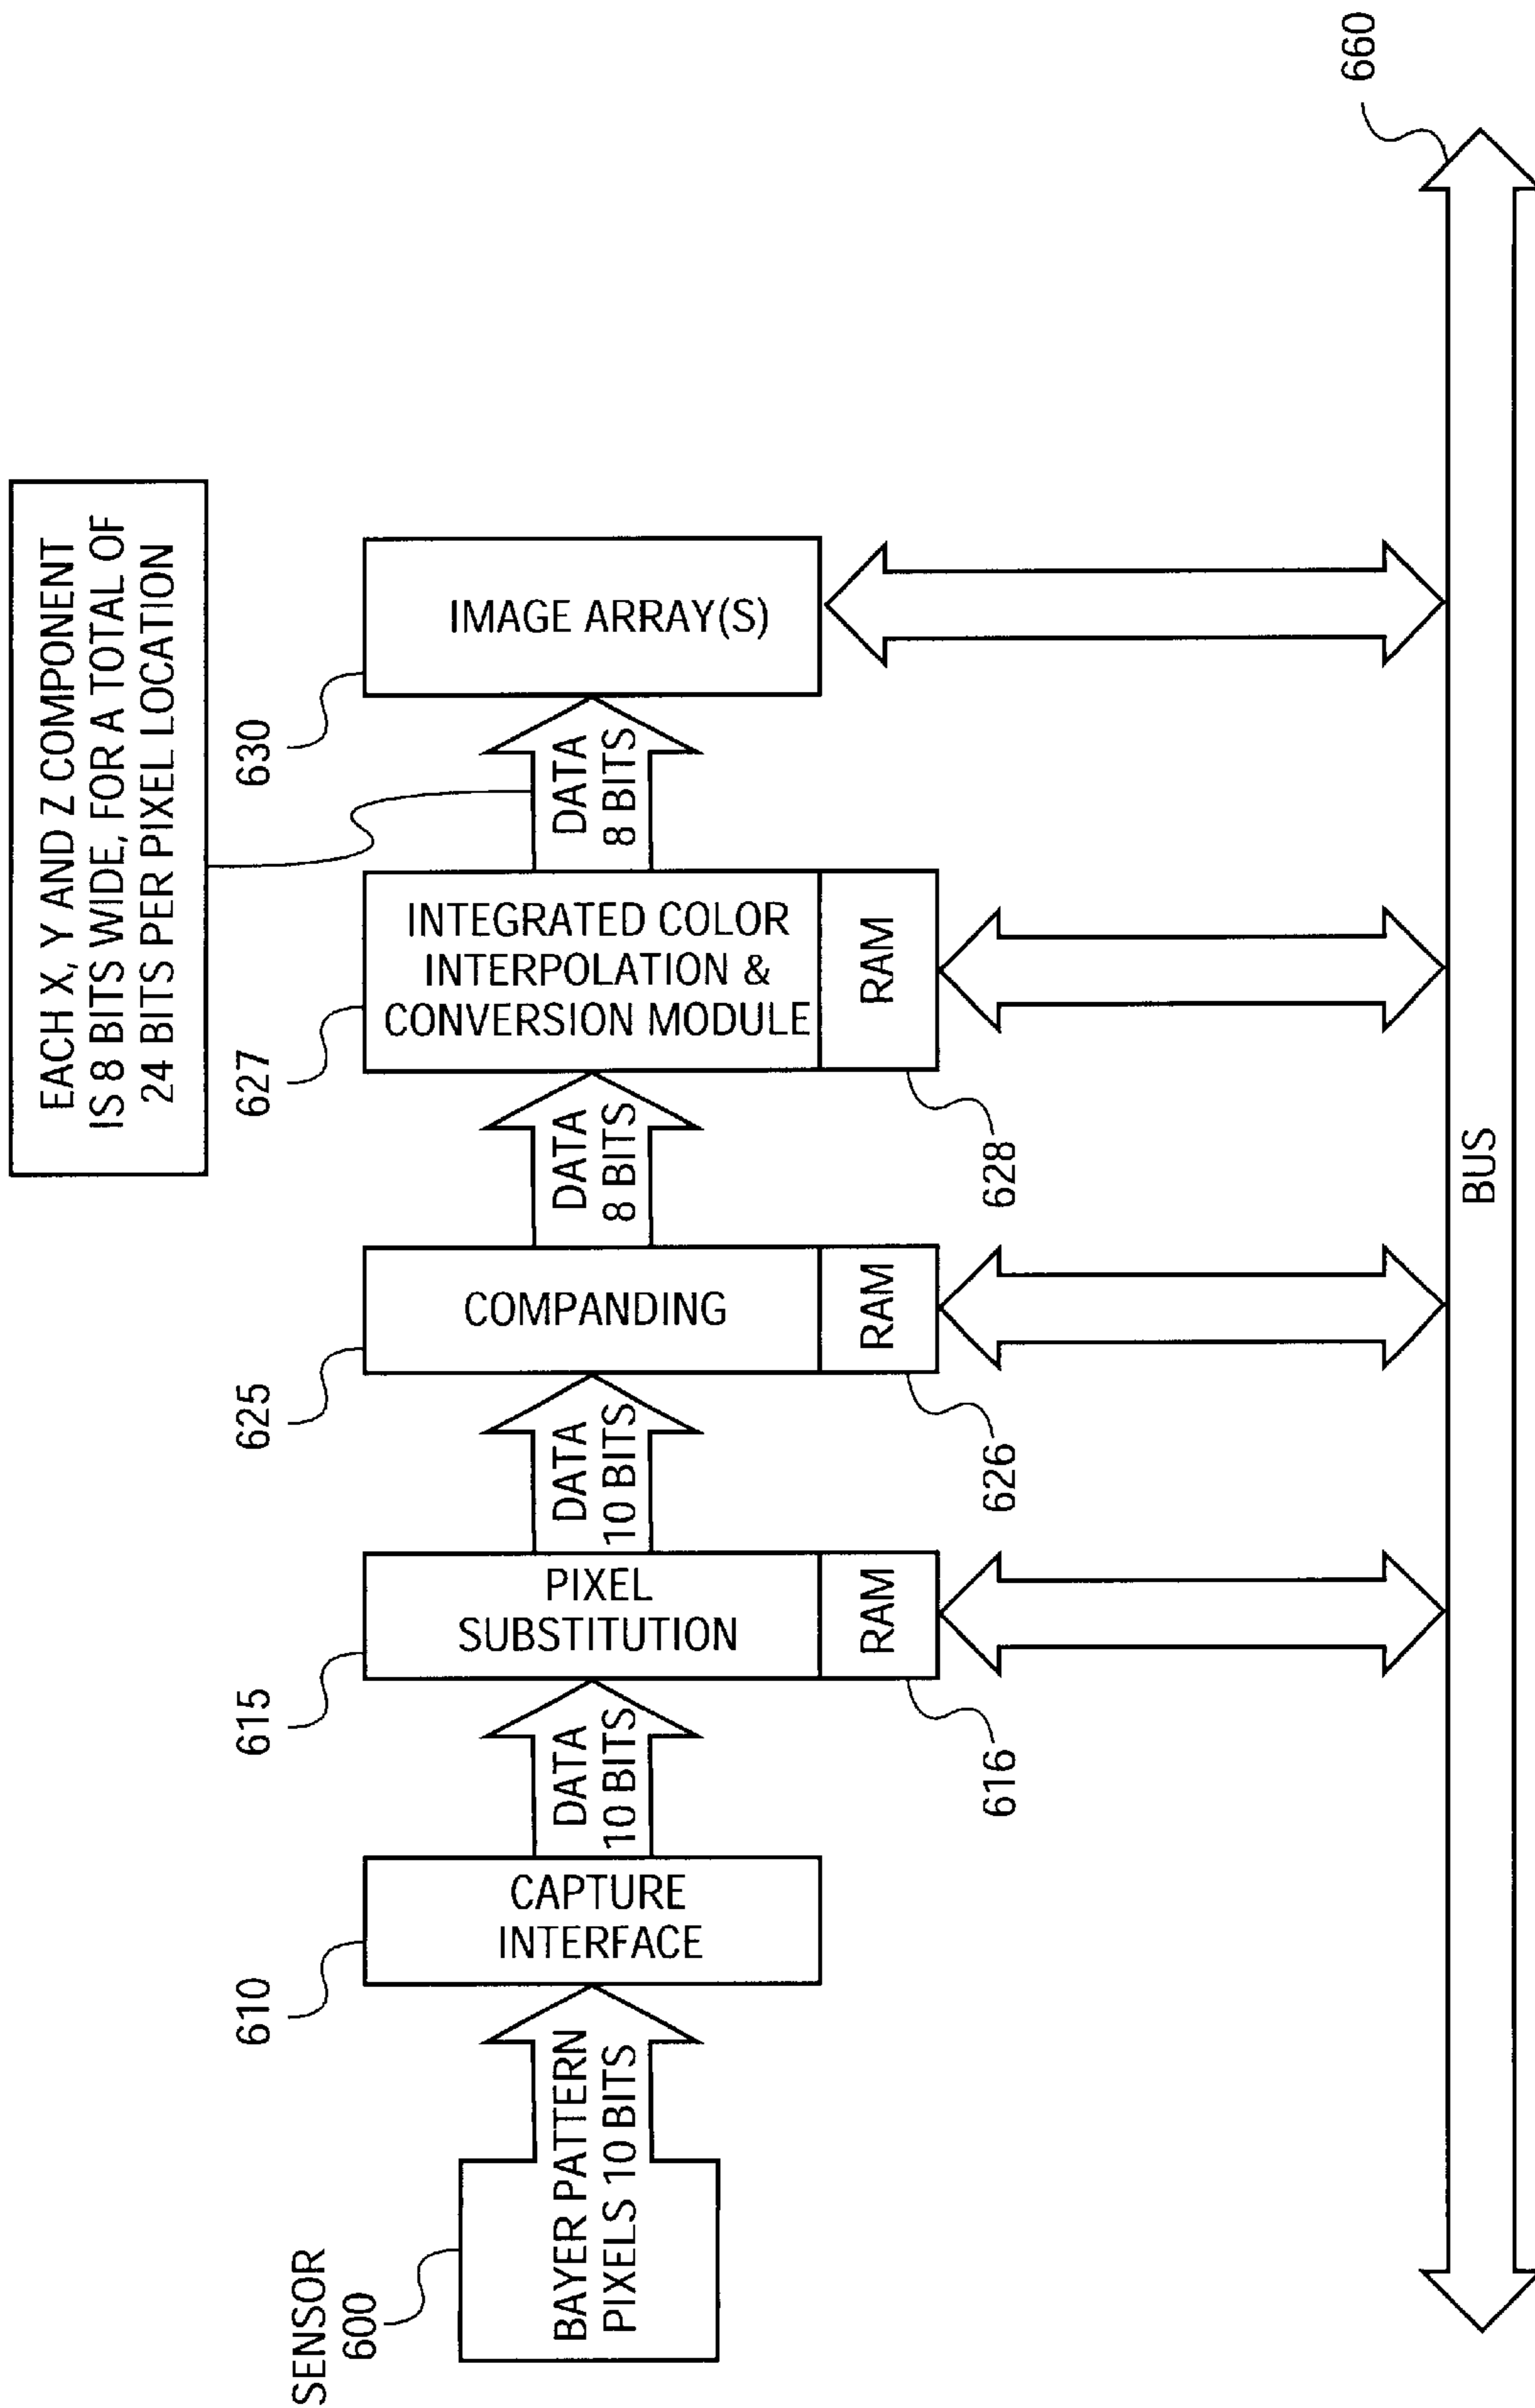 EACH X, Y AND Z COMPONENT
IS 8 BITS WIDE, FOR A TOTAL OF
24 BITS PER PIXEL LOCATION
SENSOR
600
610
615
625
627
630
BAYER PATTERN
PIXELS 10 BITS
CAPTURE
INTERFACE
DATA
10 BITS
PIXEL
SUBSTITUTION
DATA
10 BITS
COMPANDING
DATA
8 BITS
INTEGRATED COLOR
INTERPOLATION &
CONVERSION MODULE
DATA
8 BITS
IMAGE ARRAY(S)
RAM
RAM
RAM
616
626
628
660
BUS